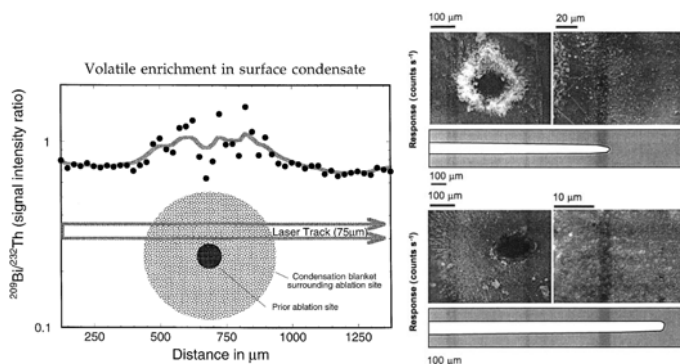 Volatile enrichment in surface condensate
²⁰⁹Bi/²³²Th (signal intensity ratio)
1
0.1
Laser Track (75μm)
Condensation blanket
surrounding ablation site
Prior ablation site
250
500
750
1000
1250
Distance in μm
100 μm
20 μm
Response (counts s⁻¹)
100 μm
100 μm
10 μm
Response (counts s⁻¹)
100 μm